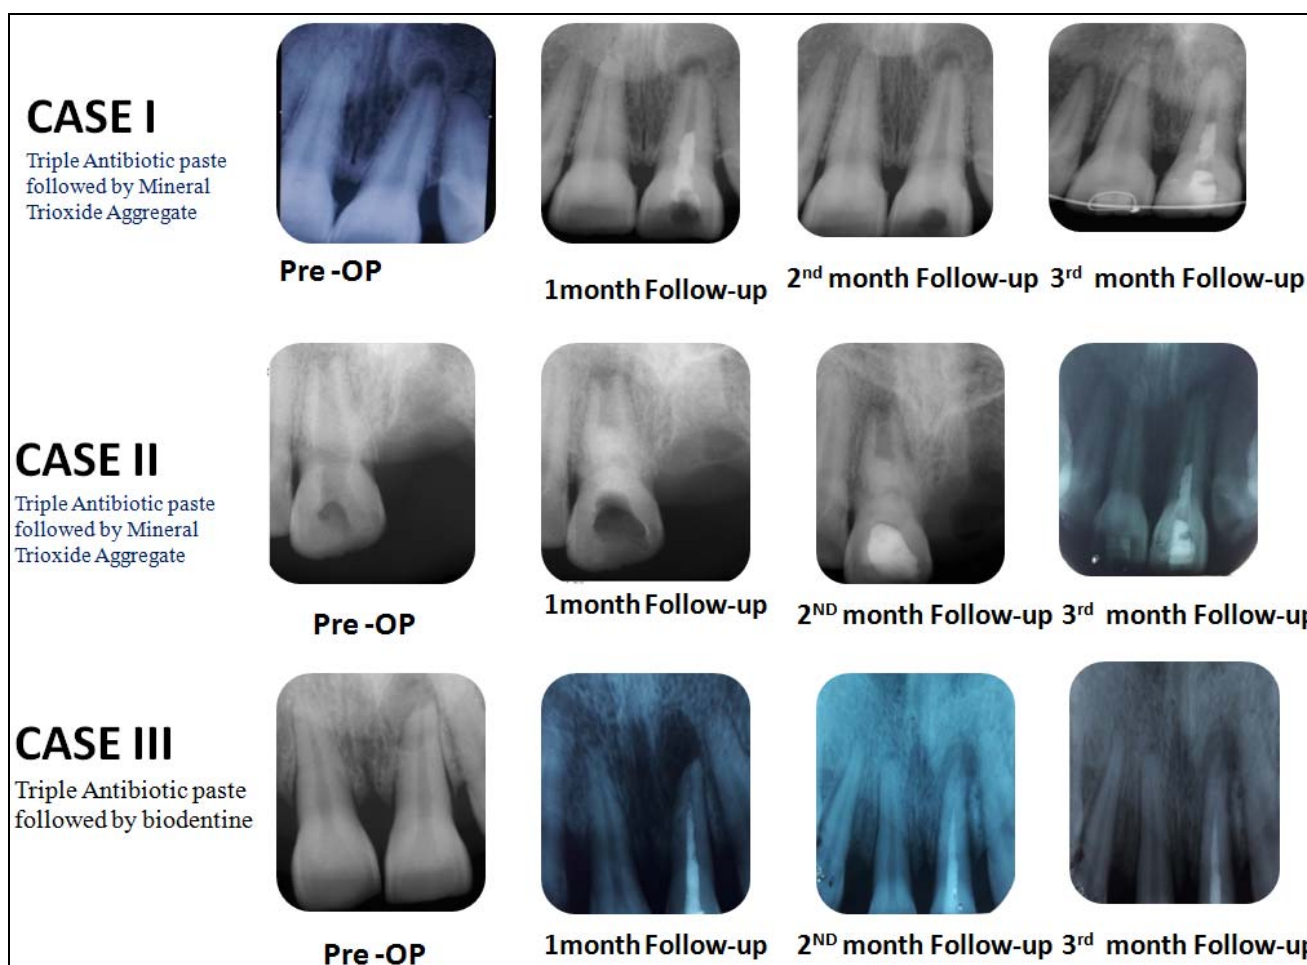 CASE I
Triple Antibiotic paste
followed by Mineral
Trioxide Aggregate
Pre -OP
1month Follow-up
2nd month Follow-up
3rd month Follow-up
CASE II
Triple Antibiotic paste
followed by Mineral
Trioxide Aggregate
Pre -OP
1month Follow-up
2ND month Follow-up
3rd month Follow-up
CASE III
Triple Antibiotic paste
followed by biodentine
Pre -OP
1month Follow-up
2ND month Follow-up
3rd month Follow-up